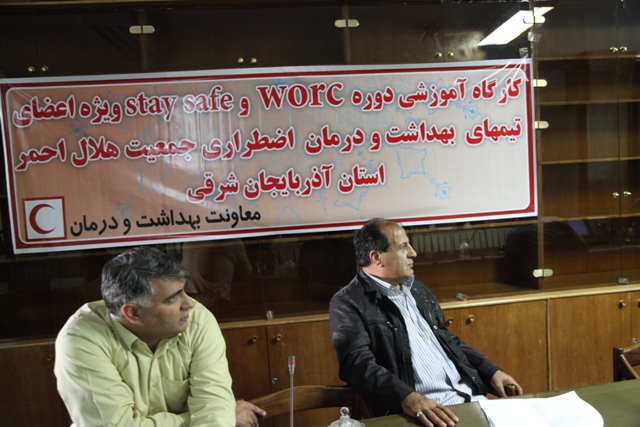 کارگاه آموزشی دوره worc و stay safe ویژه اعضای
تیمهای بهداشت و درمان اضطراری جمعیت هلال احمر
استان آذربایجان شرقی
معاونت بهداشت و درمان